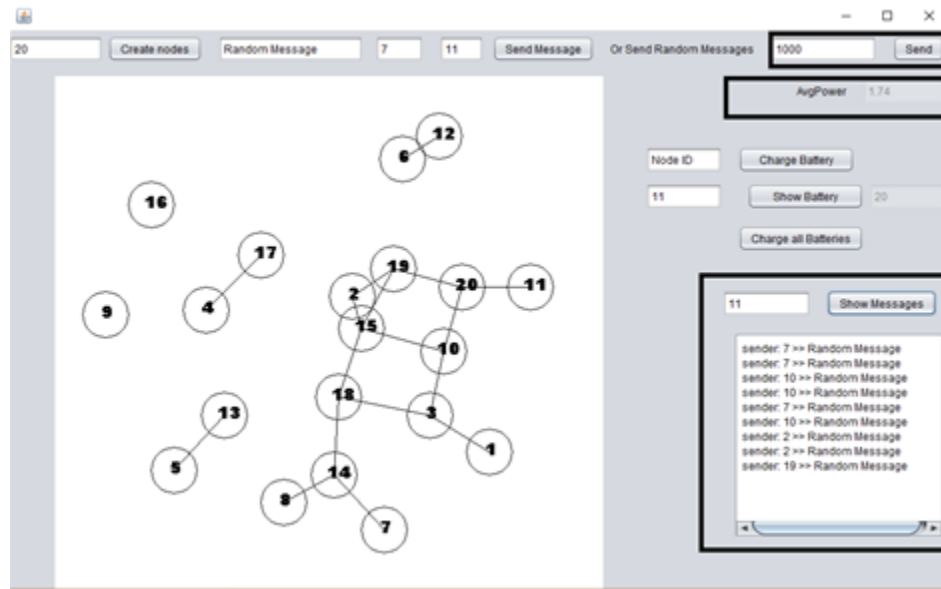 20 Create nodes Random Message 7 11 Send Message Or Send Random Messages 1000 Send
AvgPower 1.74
Node ID Charge Battery
11 Show Battery 20
Charge all Batteries
11 Show Messages
sender: 7 >> Random Message
sender: 7 >> Random Message
sender: 10 >> Random Message
sender: 10 >> Random Message
sender: 7 >> Random Message
sender: 10 >> Random Message
sender: 2 >> Random Message
sender: 2 >> Random Message
sender: 19 >> Random Message
12
6
16
17
19
2
20
11
4
9
15
10
18
13
3
1
5
14
8
7